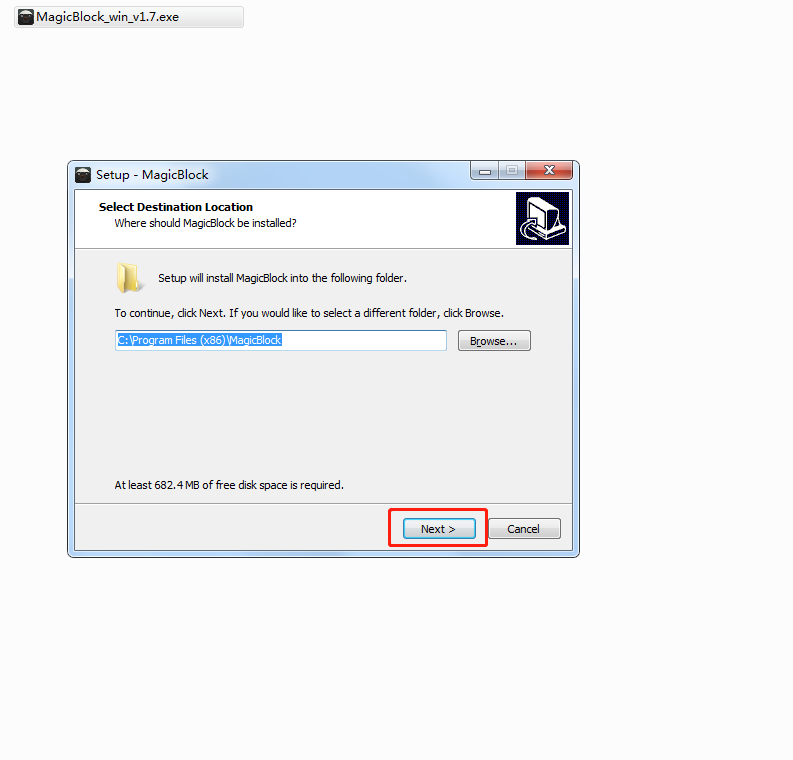 MagicBlock_win_v1.7.exe
Setup - MagicBlock
Select Destination Location
Where should MagicBlock be installed?
Setup will install MagicBlock into the following folder.
To continue, click Next. If you would like to select a different folder, click Browse.
C:\Program Files (x86)\MagicBlock
Browse...
At least 682.4 MB of free disk space is required.
Next >
Cancel